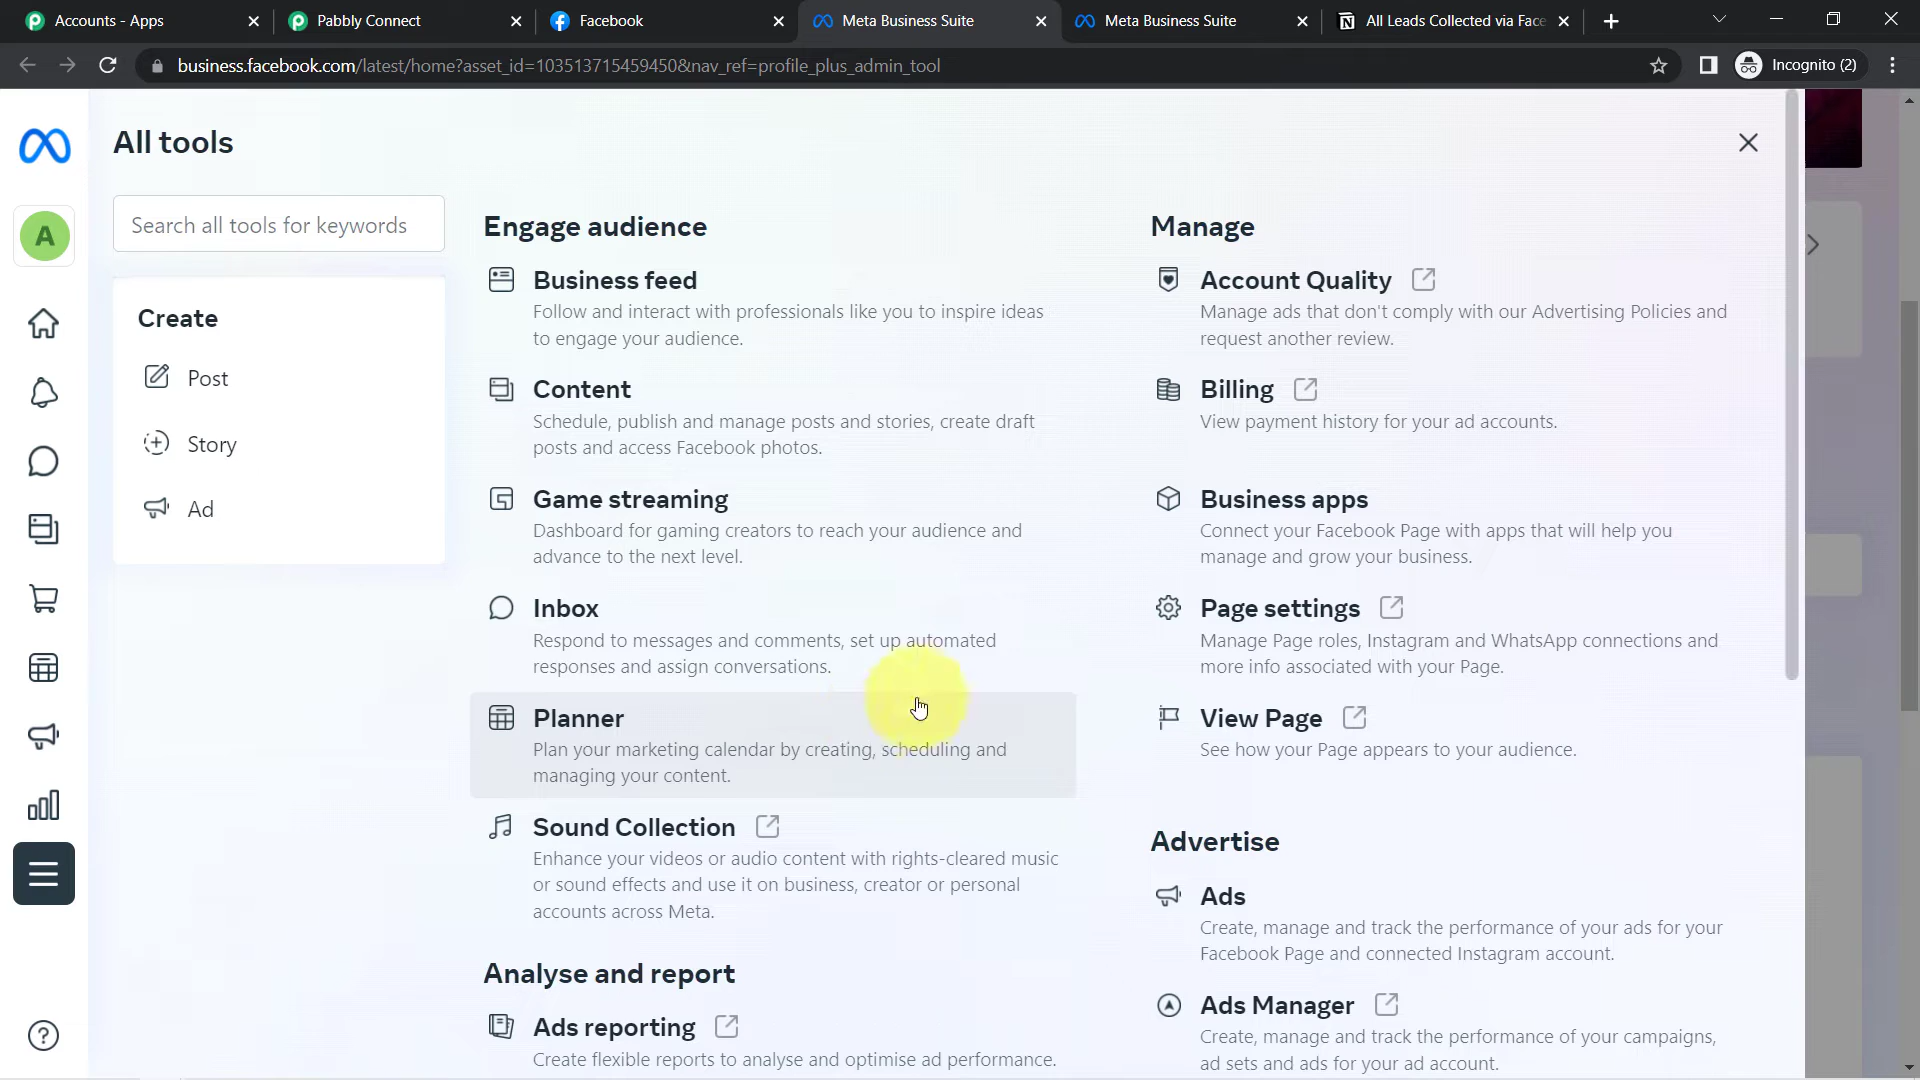 Accounts - Apps
Pabbly Connect
Facebook
Meta Business Suite
Meta Business Suite
All Leads Collected via Face
business.facebook.com/latest/home?asset_id=103513715459450&nav_ref=profile_plus_admin_tool
Incognito (2)
All tools
A
Search all tools for keywords
Create
Post
Story
Ad
Engage audience
Business feed
Follow and interact with professionals like you to inspire ideas
to engage your audience.
Content
Schedule, publish and manage posts and stories, create draft
posts and access Facebook photos.
Game streaming
Dashboard for gaming creators to reach your audience and
advance to the next level.
Inbox
Respond to messages and comments, set up automated
responses and assign conversations.
Planner
Plan your marketing calendar by creating, scheduling and
managing your content.
Sound Collection
Enhance your videos or audio content with rights-cleared music
or sound effects and use it on business, creator or personal
accounts across Meta.
Analyse and report
Ads reporting
Create flexible reports to analyse and optimise ad performance.
Manage
Account Quality
Manage ads that don't comply with our Advertising Policies and
request another review.
Billing
View payment history for your ad accounts.
Business apps
Connect your Facebook Page with apps that will help you
manage and grow your business.
Page settings
Manage Page roles, Instagram and WhatsApp connections and
more info associated with your Page.
View Page
See how your Page appears to your audience.
Advertise
Ads
Create, manage and track the performance of your ads for your
Facebook Page and connected Instagram account.
Ads Manager
Create, manage and track the performance of your campaigns,
ad sets and ads for your ad account.